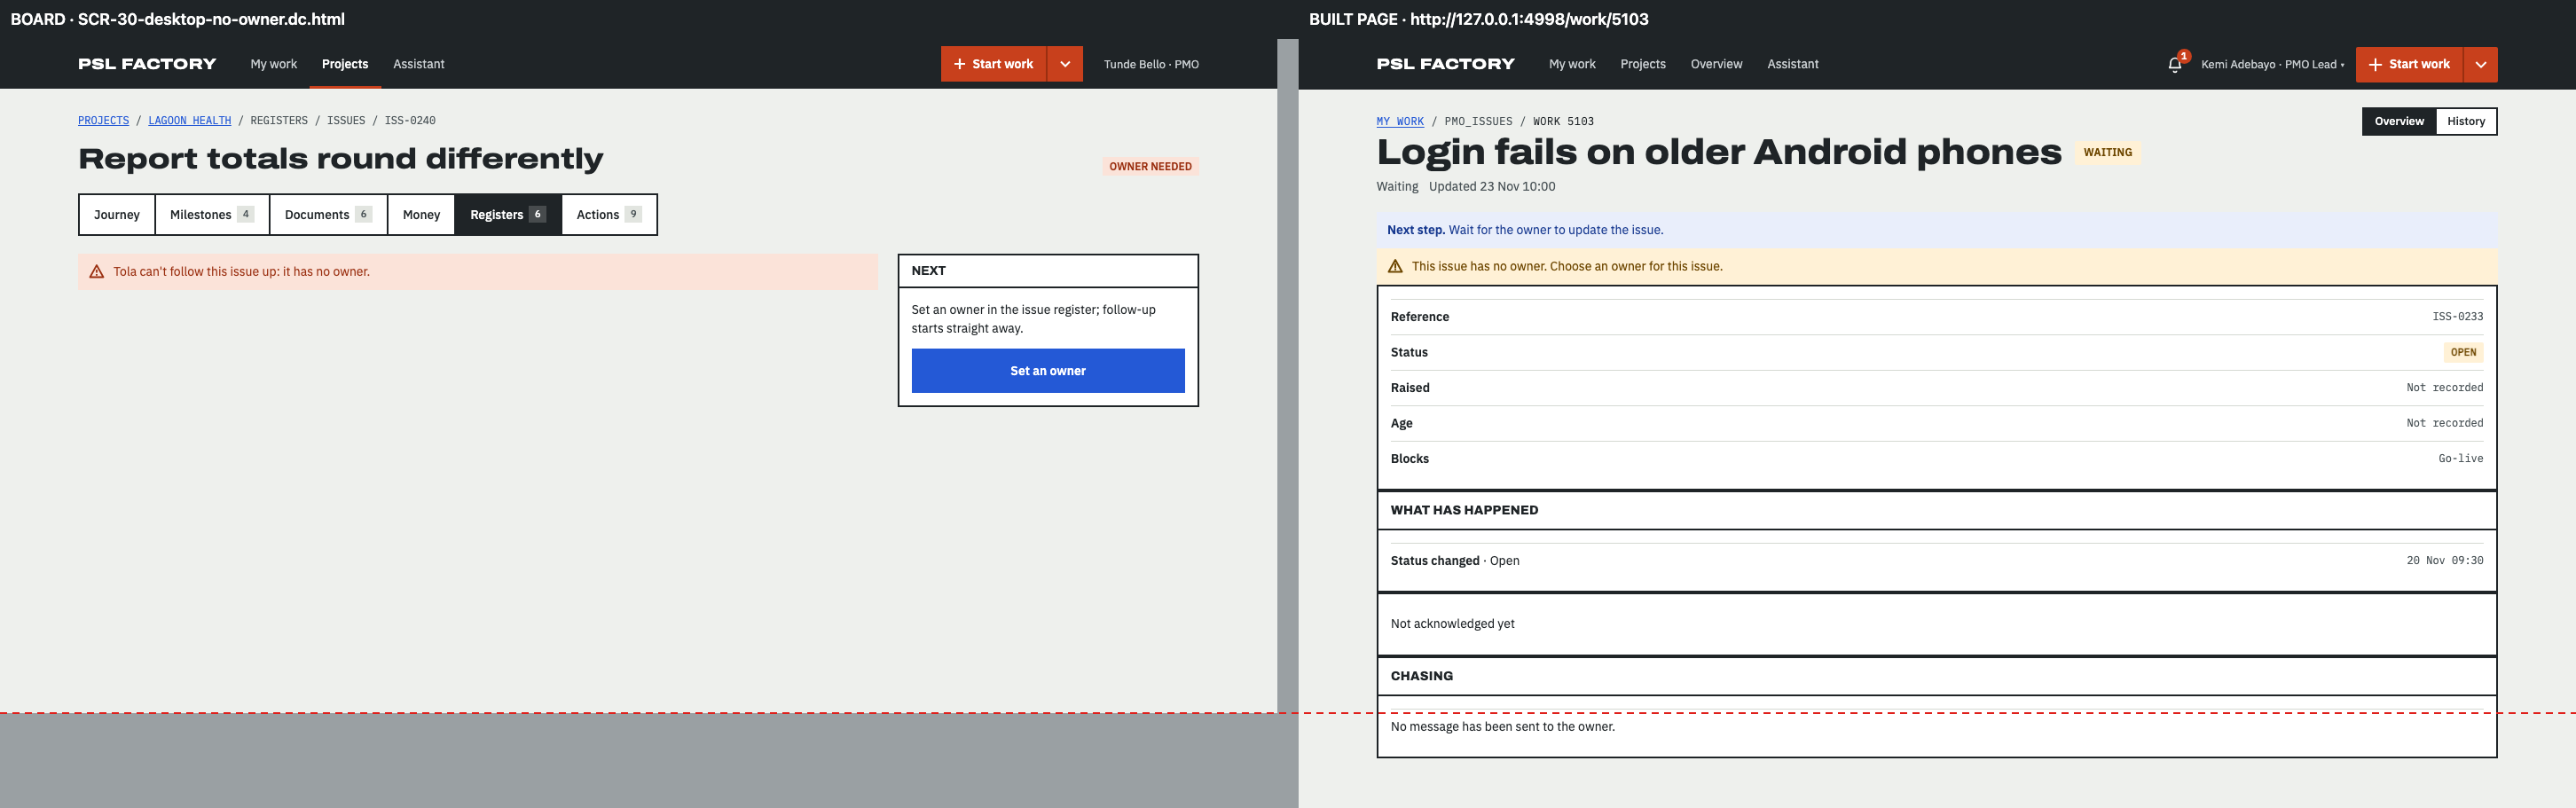 BOARD · SCR-30-desktop-no-owner.dc.html
PSL FACTORY My work Projects Assistant + Start work Tunde Bello · PMO
PROJECTS / LAGOON HEALTH / REGISTERS / ISSUES / ISS-0240
Report totals round differently
OWNER NEEDED
Journey Milestones 4 Documents 6 Money Registers 6 Actions 9
Tola can't follow this issue up: it has no owner.
NEXT
Set an owner in the issue register; follow-up
starts straight away.
Set an owner
BUILT PAGE · http://127.0.0.1:4998/work/5103
PSL FACTORY My work Projects Overview Assistant 1 Kemi Adebayo · PMO Lead + Start work
MY WORK / PMO_ISSUES / WORK 5103
Overview History
Login fails on older Android phones WAITING
Waiting Updated 23 Nov 10:00
Next step. Wait for the owner to update the issue.
This issue has no owner. Choose an owner for this issue.
Reference ISS-0233
Status OPEN
Raised Not recorded
Age Not recorded
Blocks Go-live
WHAT HAS HAPPENED
Status changed · Open 20 Nov 09:30
Not acknowledged yet
CHASING
No message has been sent to the owner.